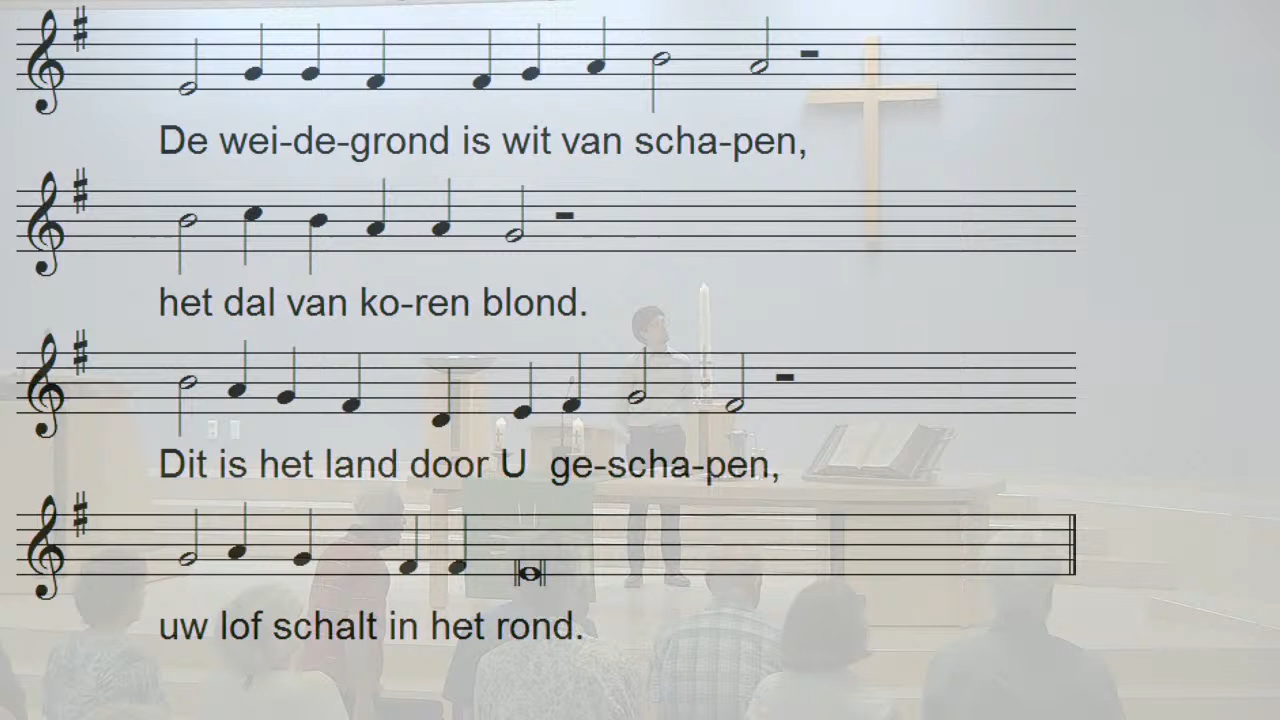 De wei-de-grond is wit van scha-pen,
het dal van ko-ren blond.
Dit is het land door U ge-scha-pen,
uw lof schalt in het rond.